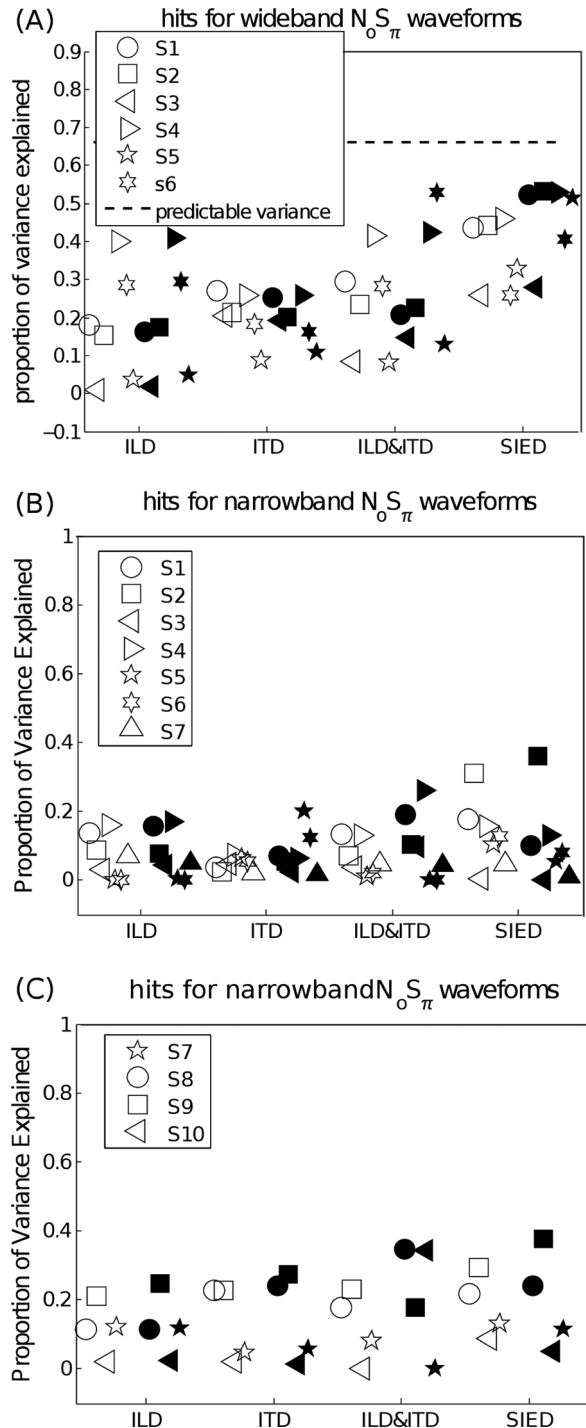 (A) hits for wideband NoSπ waveforms
proportion of variance explained
0.9
0.8
0.7
0.6
0.5
0.4
0.3
0.2
0.1
0
−0.1
S1
S2
S3
S4
S5
s6
predictable variance
ILD ITD ILD&ITD SIED
(B) hits for narrowband NoSπ waveforms
Proportion of Variance Explained
1
0.8
0.6
0.4
0.2
0
S1
S2
S3
S4
S5
S6
S7
ILD ITD ILD&ITD SIED
(C) hits for narrowbandNoSπ waveforms
Proportion of Variance Explained
1
0.8
0.6
0.4
0.2
0
S7
S8
S9
S10
ILD ITD ILD&ITD SIED